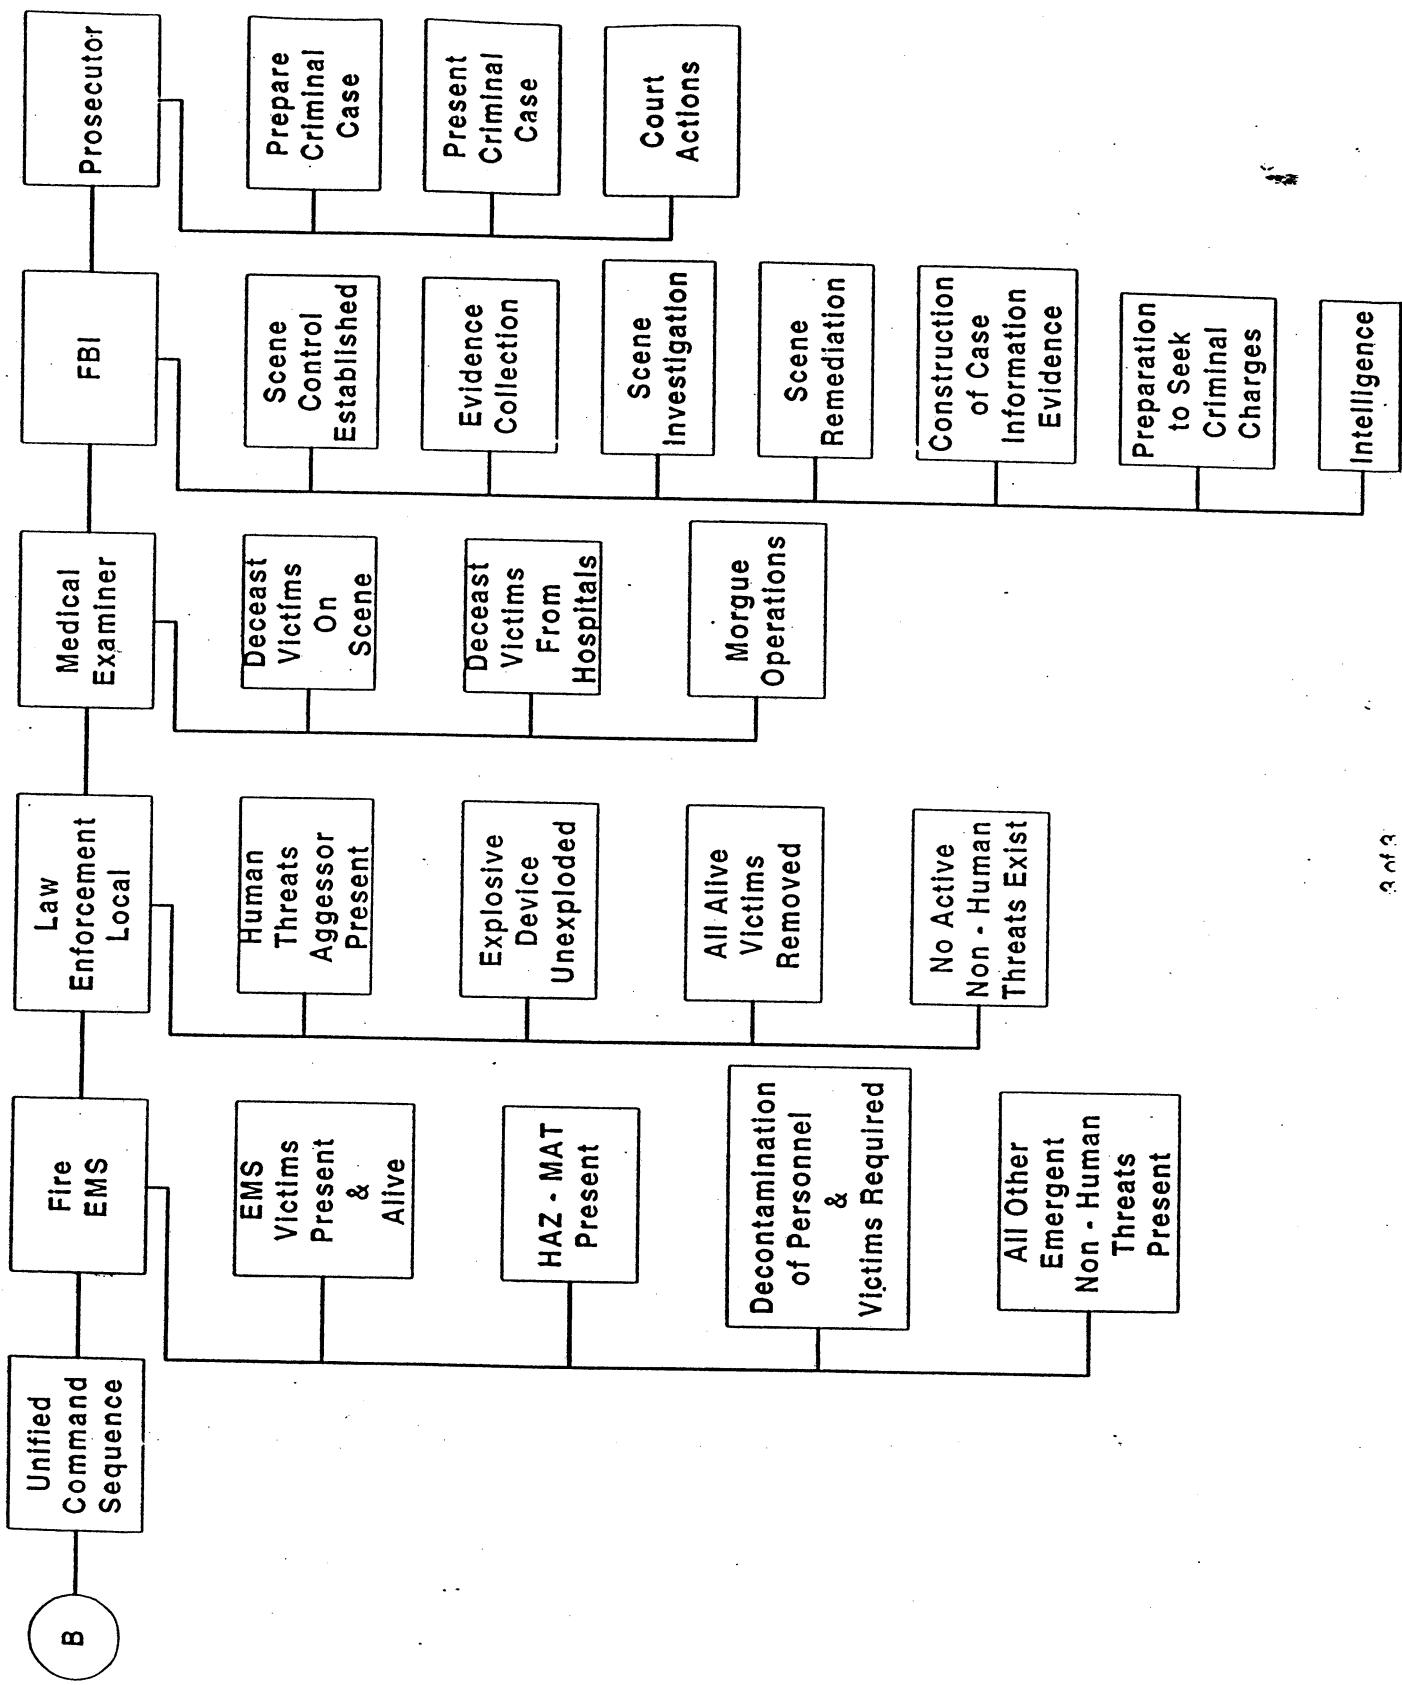 B
Unified
Command
Sequence
Fire
EMS
EMS
Victims
Present
&
Alive
HAZ - MAT
Present
Decontamination
of Personnel
&
Victims Required
All Other
Emergent
Non - Human
Threats
Present
Law
Enforcement
Local
Human
Threats
Aggessor
Present
Explosive
Device
Unexploded
All Alive
Victims
Removed
No Active
Non - Human
Threats Exist
Medical
Examiner
Deceast
Victims
On
Scene
Deceast
Victims
From
Hospitals
Morgue
Operations
FBI
Scene
Control
Established
Evidence
Collection
Scene
Investigation
Scene
Remediation
Construction
of Case
Information
Evidence
Preparation
to Seek
Criminal
Charges
Intelligence
Prosecutor
Prepare
Criminal
Case
Present
Criminal
Case
Court
Actions
3 of 3